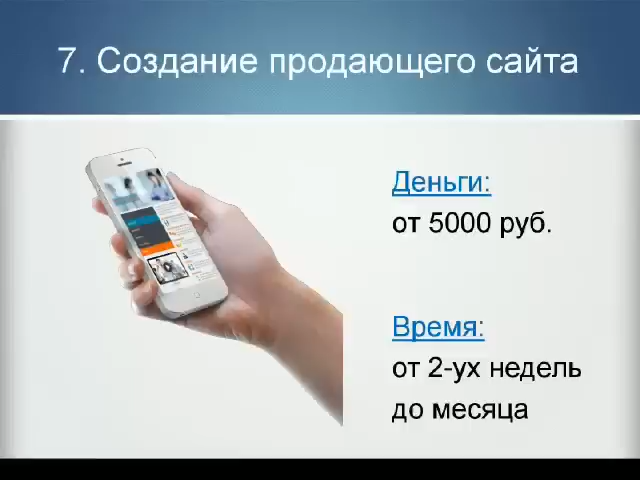 7. Создание продающего сайта
Деньги:
от 5000 руб.
Время:
от 2-ух недель
до месяца